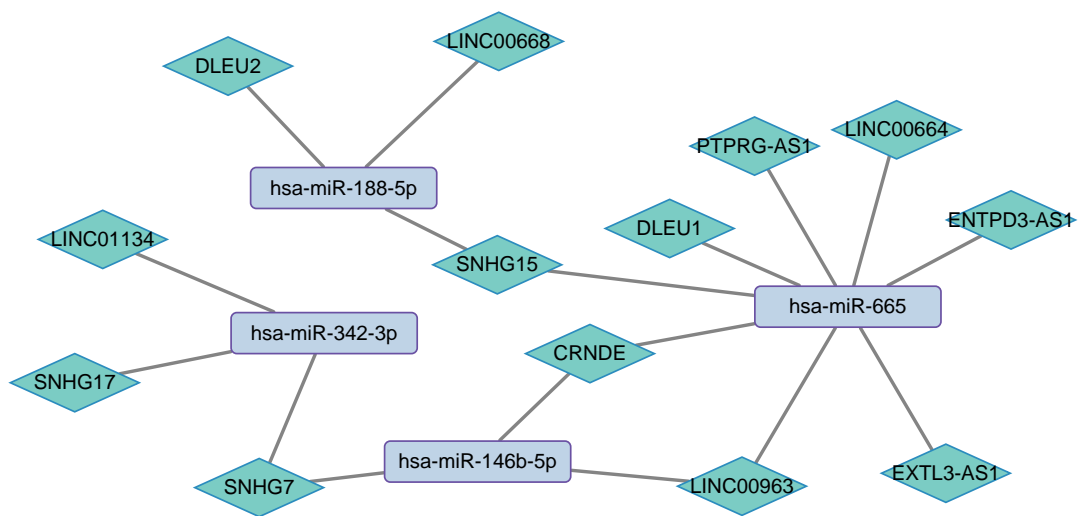 LINC00668
DLEU2
LINC00664
PTPRG-AS1
hsa-miR-188-5p
ENTPD3-AS1
DLEU1
LINC01134
SNHG15
hsa-miR-665
hsa-miR-342-3p
CRNDE
SNHG17
hsa-miR-146b-5p
EXTL3-AS1
SNHG7
LINC00963